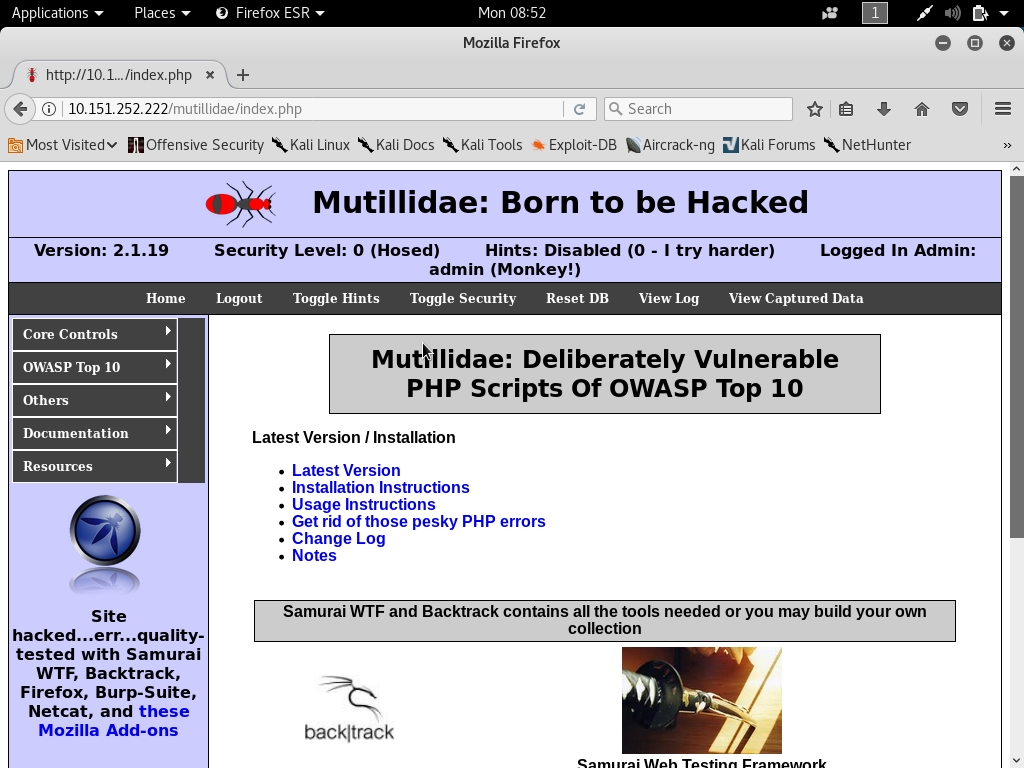 Applications Places Firefox ESR Mon 08:52 1
Mozilla Firefox
http://10.1.../index.php
10.151.252.222/mutillidae/index.php Search
Most Visited Offensive Security Kali Linux Kali Docs Kali Tools Exploit-DB Aircrack-ng Kali Forums NetHunter »
Mutillidae: Born to be Hacked
Version: 2.1.19 Security Level: 0 (Hosed) Hints: Disabled (0 - I try harder) Logged In Admin:
admin (Monkey!)
Home Logout Toggle Hints Toggle Security Reset DB View Log View Captured Data
Core Controls
OWASP Top 10
Others
Documentation
Resources
Site
hacked...err...quality-
tested with Samurai
WTF, Backtrack,
Firefox, Burp-Suite,
Netcat, and these
Mozilla Add-ons
Mutillidae: Deliberately Vulnerable
PHP Scripts Of OWASP Top 10
Latest Version / Installation
Latest Version
Installation Instructions
Usage Instructions
Get rid of those pesky PHP errors
Change Log
Notes
Samurai WTF and Backtrack contains all the tools needed or you may build your own
collection
back|track
Samurai Web Testing Framework